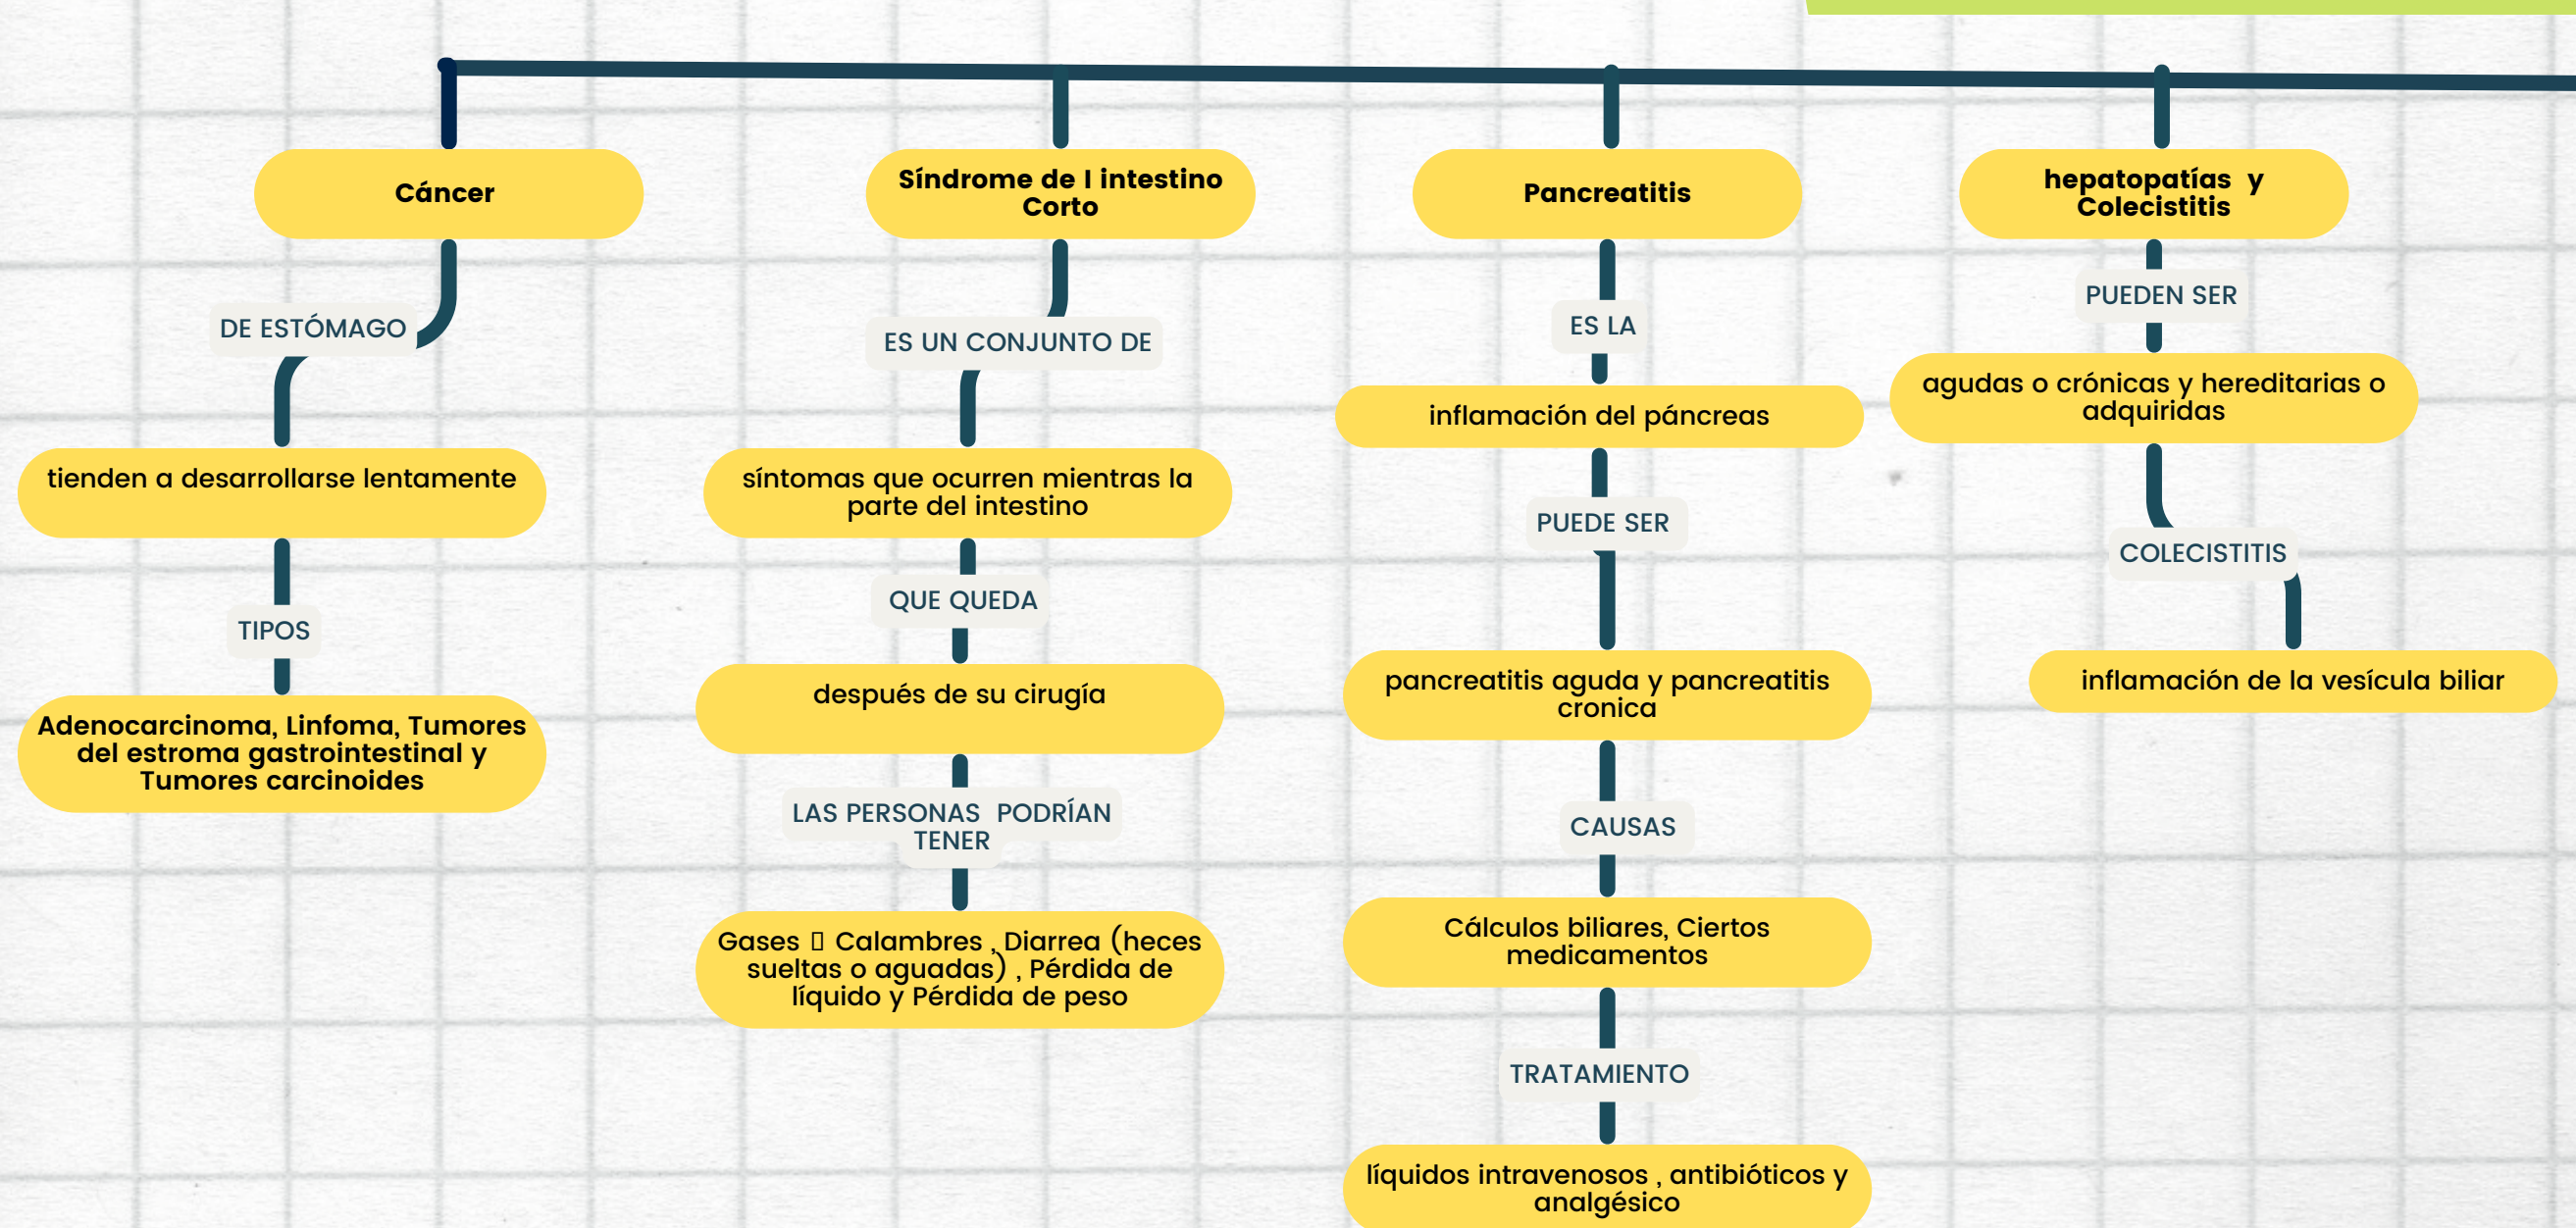 Cáncer
DE ESTÓMAGO
tienden a desarrollarse lentamente
TIPOS
Adenocarcinoma, Linfoma, Tumores
del estroma gastrointestinal y
Tumores carcinoides
Síndrome de I intestino
Corto
ES UN CONJUNTO DE
síntomas que ocurren mientras la
parte del intestino
QUE QUEDA
después de su cirugía
LAS PERSONAS PODRÍAN
TENER
Gases ▯ Calambres , Diarrea (heces
sueltas o aguadas) , Pérdida de
líquido y Pérdida de peso
Pancreatitis
ES LA
inflamación del páncreas
PUEDE SER
pancreatitis aguda y pancreatitis
cronica
CAUSAS
Cálculos biliares, Ciertos
medicamentos
TRATAMIENTO
líquidos intravenosos , antibióticos y
analgésico
hepatopatías y
Colecistitis
PUEDEN SER
agudas o crónicas y hereditarias o
adquiridas
COLECISTITIS
inflamación de la vesícula biliar